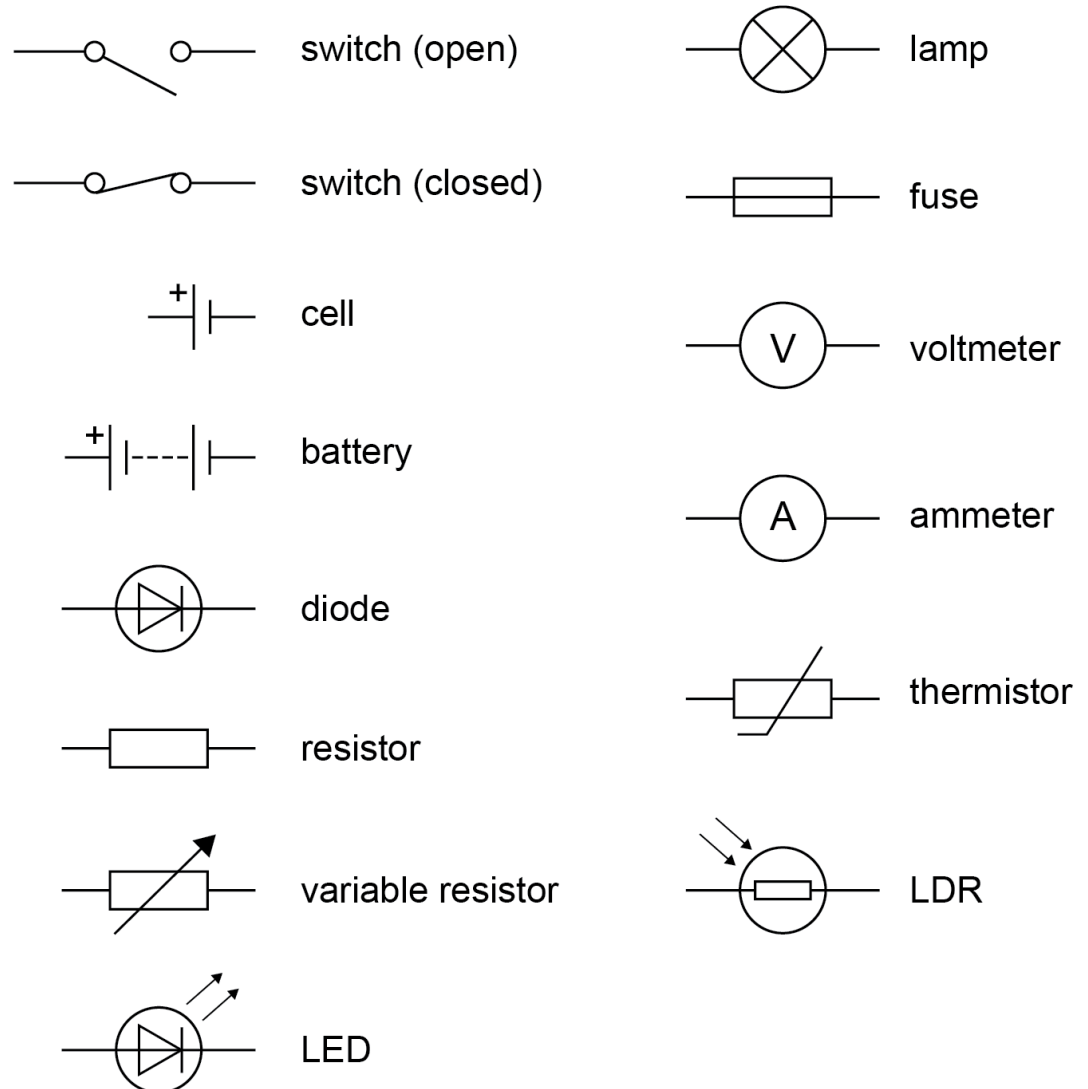 switch (open)
switch (closed)
+
cell
+
battery
diode
resistor
variable resistor
LED
lamp
fuse
V
voltmeter
A
ammeter
thermistor
LDR